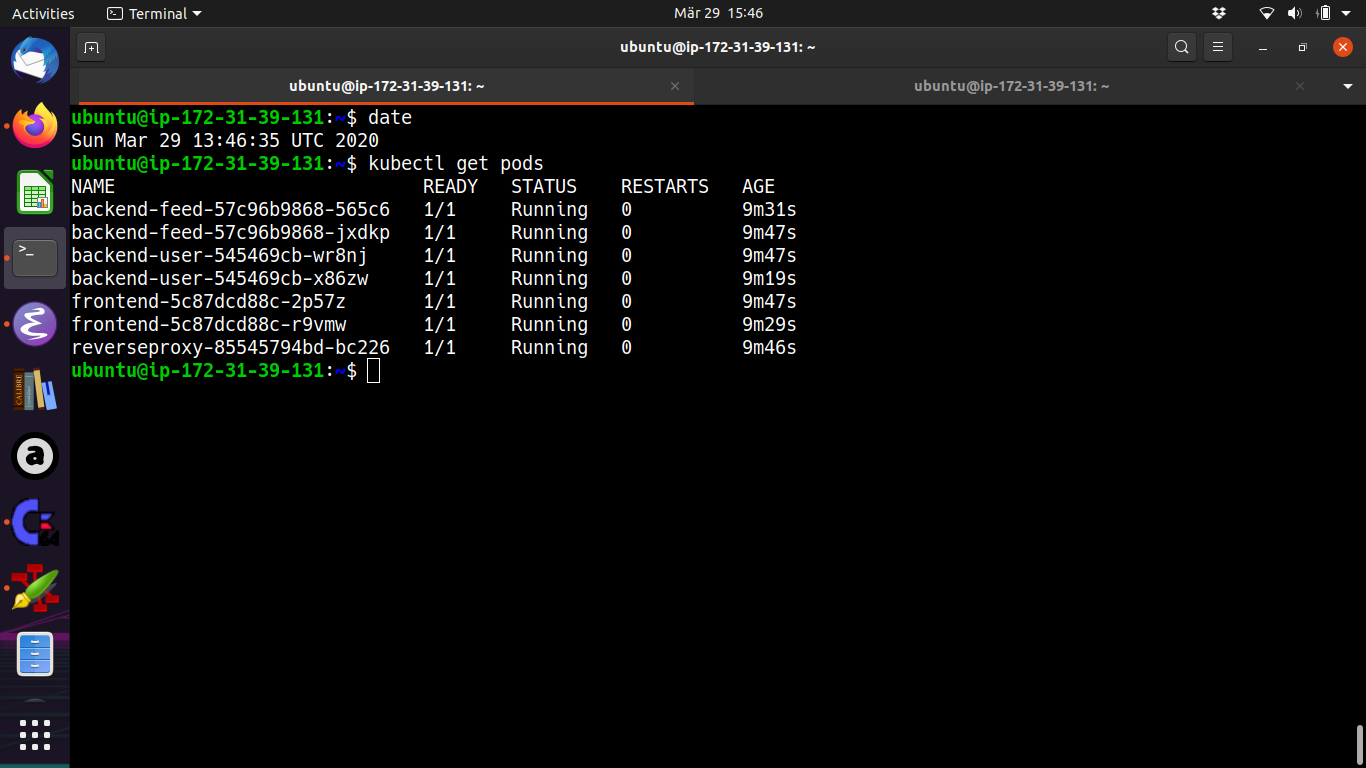 Activities Terminal Mär 29 15:46
ubuntu@ip-172-31-39-131: ~
ubuntu@ip-172-31-39-131: ~ ubuntu@ip-172-31-39-131: ~
ubuntu@ip-172-31-39-131:~$ date
Sun Mar 29 13:46:35 UTC 2020
ubuntu@ip-172-31-39-131:~$ kubectl get pods
NAME READY STATUS RESTARTS AGE
backend-feed-57c96b9868-565c6 1/1 Running 0 9m31s
backend-feed-57c96b9868-jxdkp 1/1 Running 0 9m47s
backend-user-545469cb-wr8nj 1/1 Running 0 9m47s
backend-user-545469cb-x86zw 1/1 Running 0 9m19s
frontend-5c87dcd88c-2p57z 1/1 Running 0 9m47s
frontend-5c87dcd88c-r9vmw 1/1 Running 0 9m29s
reverseproxy-85545794bd-bc226 1/1 Running 0 9m46s
ubuntu@ip-172-31-39-131:~$
CALIBRE
a
64